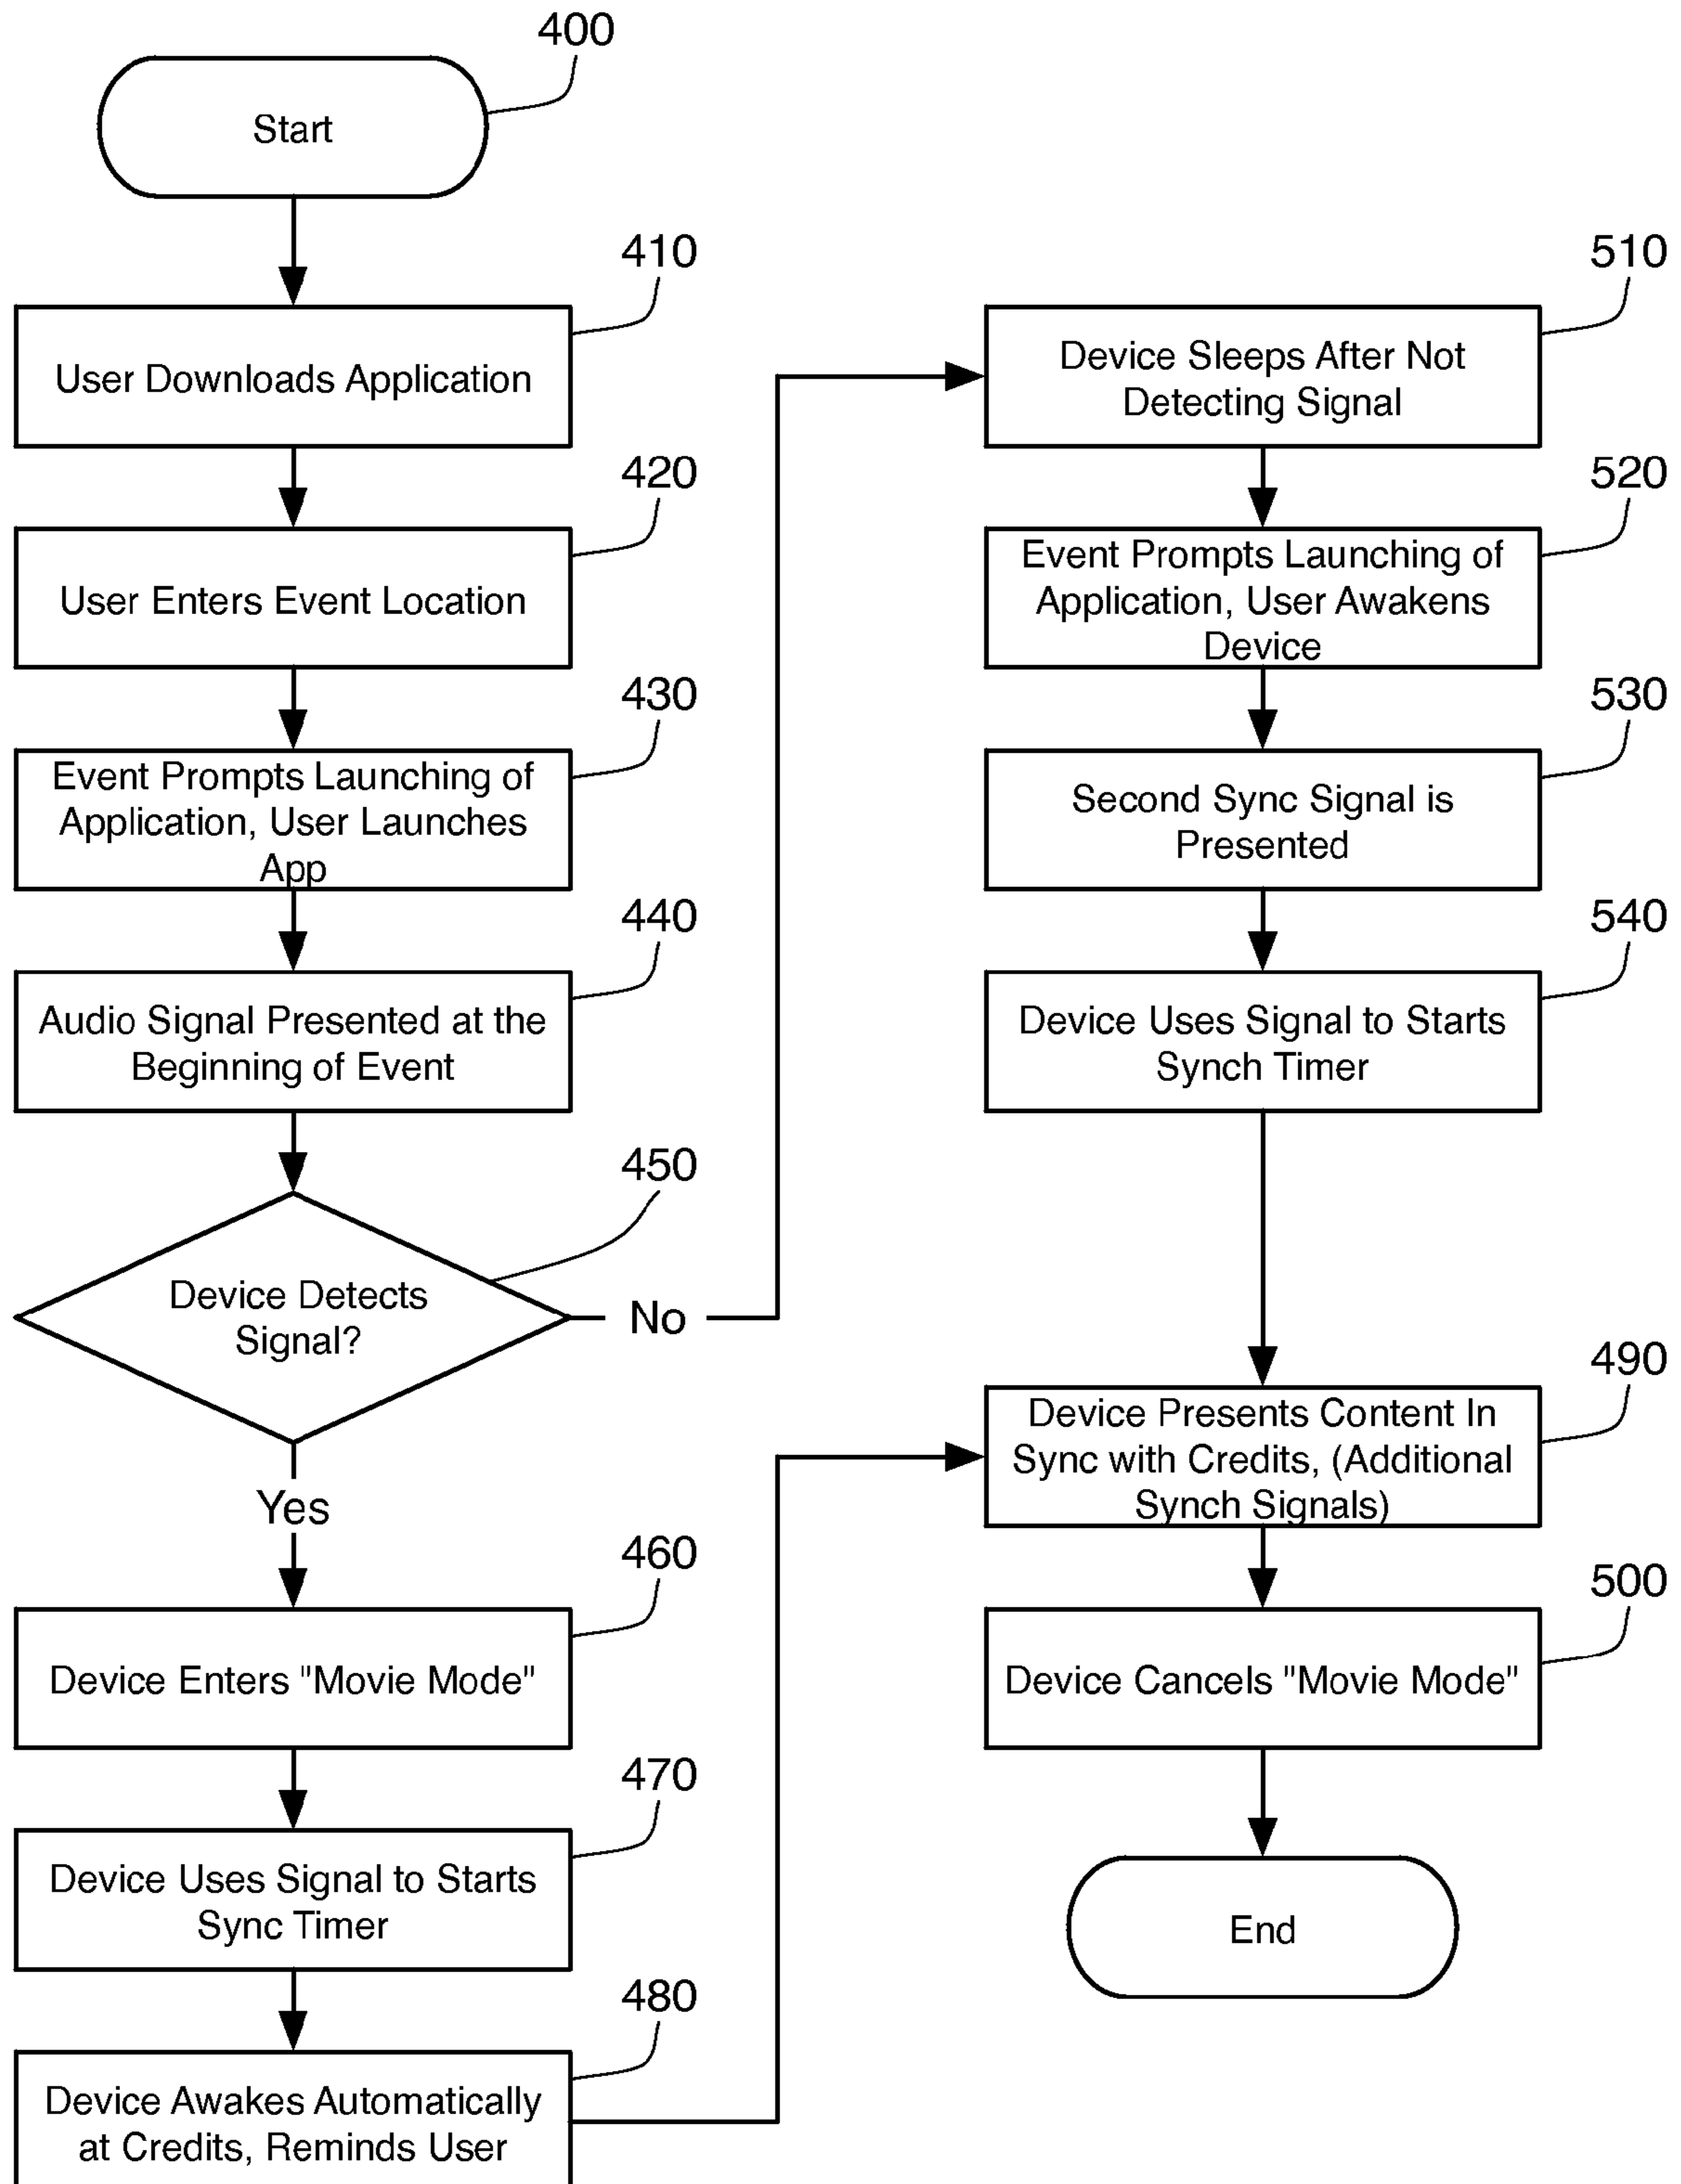 400
Start
410
User Downloads Application
420
User Enters Event Location
430
Event Prompts Launching of
Application, User Launches
App
440
Audio Signal Presented at the
Beginning of Event
450
Device Detects
Signal?
No
Yes
460
Device Enters "Movie Mode"
470
Device Uses Signal to Starts
Sync Timer
480
Device Awakes Automatically
at Credits, Reminds User
510
Device Sleeps After Not
Detecting Signal
520
Event Prompts Launching of
Application, User Awakens
Device
530
Second Sync Signal is
Presented
540
Device Uses Signal to Starts
Synch Timer
490
Device Presents Content In
Sync with Credits, (Additional
Synch Signals)
500
Device Cancels "Movie Mode"
End